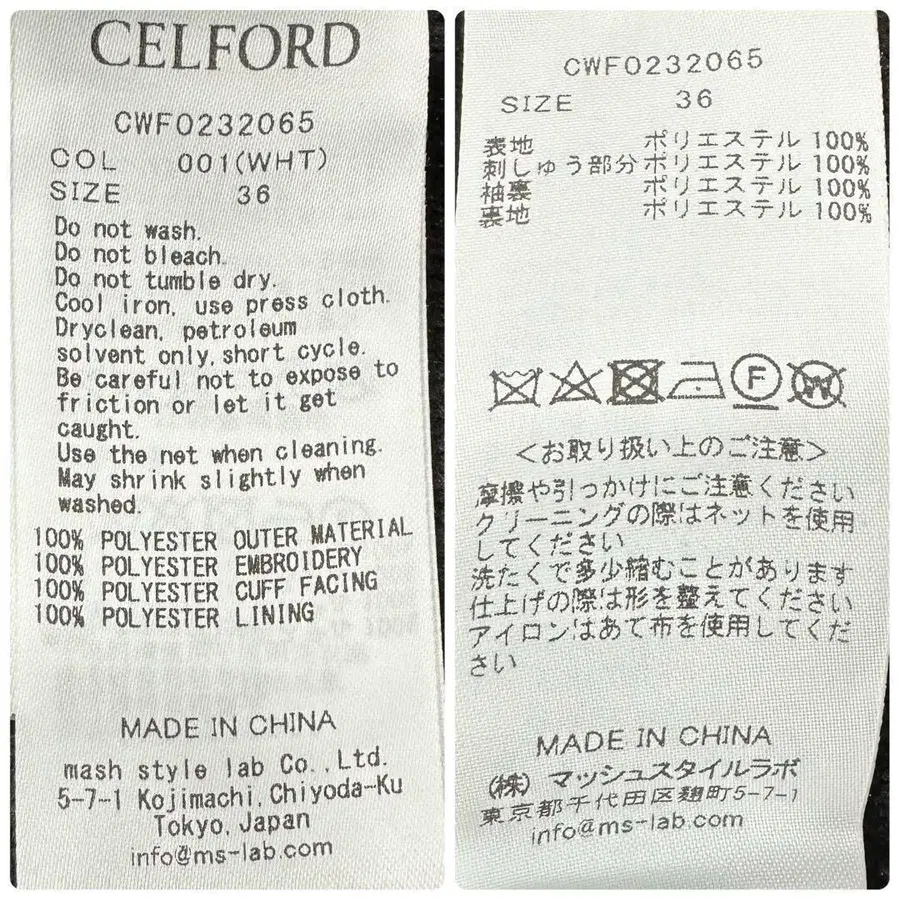 CELFORD
CWFO232065
COL 001(WHT)
SIZE 36
Do not wash.
Do not bleach.
Do not tumble dry.
Cool iron, use press cloth.
Dryclean, petroleum
solvent only,short cycle.
Be careful not to expose to
friction or let it get
caught.
Use the net when cleaning.
May shrink slightly when
washed.
100% POLYESTER OUTER MATERIAL
100% POLYESTER EMBROIDERY
100% POLYESTER CUFF FACING
100% POLYESTER LINING
MADE IN CHINA
mash style lab Co.,Ltd.
5-7-1 Kojimachi,Chiyoda-Ku
Tokyo,Japan
info@ms-lab.com
CWFO232065
SIZE 36
表地 ポリエステル 100%
刺しゅう部分 ポリエステル 100%
袖裏 ポリエステル 100%
裏地 ポリエステル 100%
F
W
<お取り扱い上のご注意>
摩擦や引っかけにご注意ください
クリーニングの際はネットを使用
してください
洗たくで多少縮むことがあります
仕上げの際は形を整えてください
アイロンはあて布を使用してくだ
さい
MADE IN CHINA
(株) マッシュスタイルラボ
東京都千代田区麹町5-7-1
info@ms-lab.com